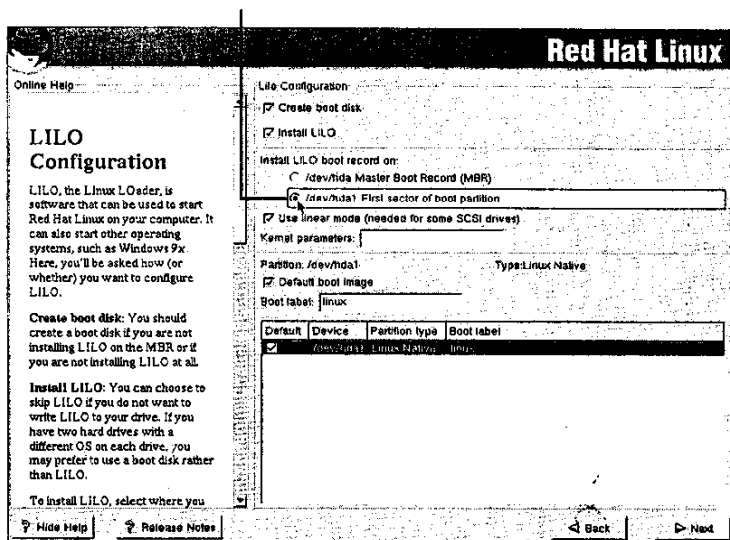 Red Hat Linux
Online Help
LILO
Configuration
LILO, the LInux LOader, is
software that can be used to start
Red Hat Linux on your computer. It
can also start other operating
systems, such as Windows 9x.
Here, you'll be asked how (or
whether) you want to configure
LILO.
Create boot disk: You should
create a boot disk if you are not
installing LILO on the MBR or if
you are not installing LILO at all.
Install LILO: You can choose to
skip LILO if you do not want to
write LILO to your drive. If you
have two hard drives with a
different OS on each drive, you
may prefer to use a boot disk rather
than LILO.
To install LILO, select where you
Lilo Configuration
Create boot disk
Install LILO
Install LILO boot record on:
/dev/hda Master Boot Record (MBR)
/dev/hda1 First sector of boot partition
Use linear mode (needed for some SCSI drives)
Kernel parameters:
Partition: /dev/hda1 Type:Linux Native
Default boot image
Boot label: linux
Default Device Partition type Boot label
/dev/hda1 Linux Native linux
Hide Help Release Notes Back Next